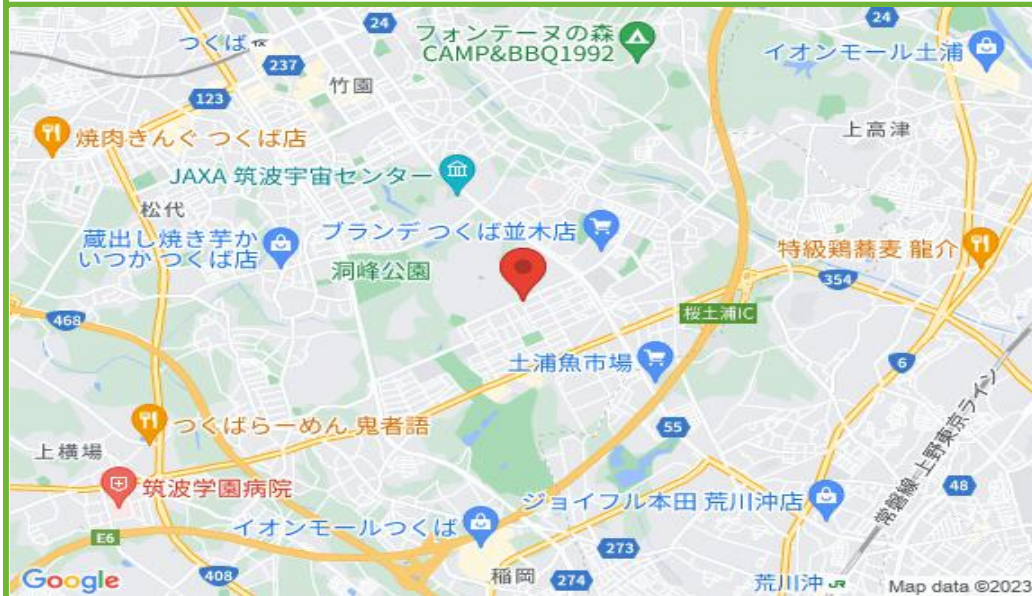 24
フォンテーヌの森
CAMP&BBQ1992
24
つくば
イオンモール土浦
237
竹園
123
上高津
焼肉きんぐ つくば店
JAXA 筑波宇宙センター
松代
蔵出し焼き芋か
いつか つくば店
ブランデ つくば並木店
特級鶏蕎麦 龍介
洞峰公園
354
468
桜土浦IC
土浦魚市場
6
つくばらーめん 鬼者語
55
上横場
常磐線 上野東京ライン
筑波学園病院
48
ジョイフル本田 荒川沖店
イオンモールつくば
E6
273
408
稲岡
274
荒川沖 JR
Google
Map data ©2023